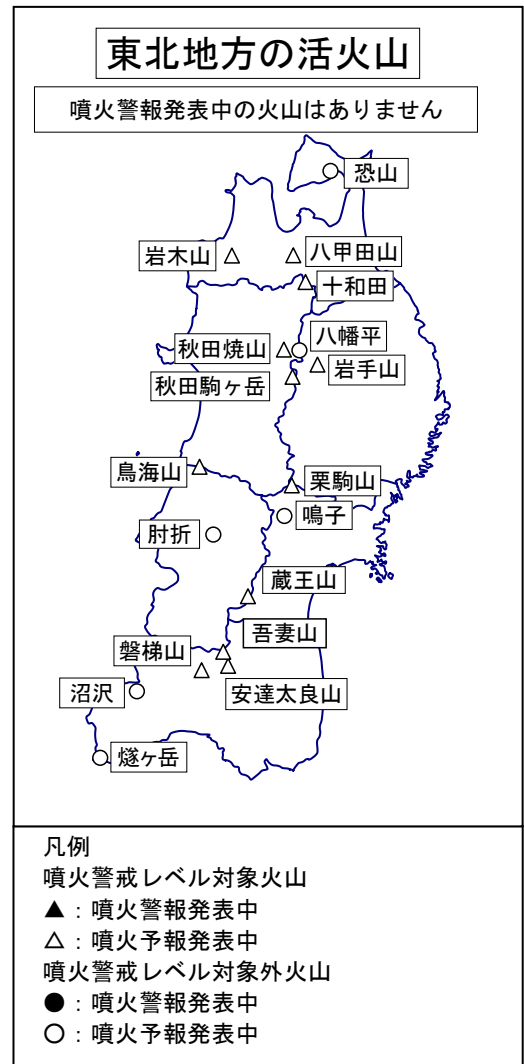 東北地方の活火山
噴火警報発表中の火山はありません
恐山
岩木山
八甲田山
十和田
八幡平
秋田焼山
岩手山
秋田駒ヶ岳
鳥海山
栗駒山
鳴子
肘折
蔵王山
吾妻山
磐梯山
沼沢
安達太良山
燧ヶ岳
凡例
噴火警戒レベル対象火山
▲：噴火警報発表中
△：噴火予報発表中
噴火警戒レベル対象外火山
●：噴火警報発表中
○：噴火予報発表中